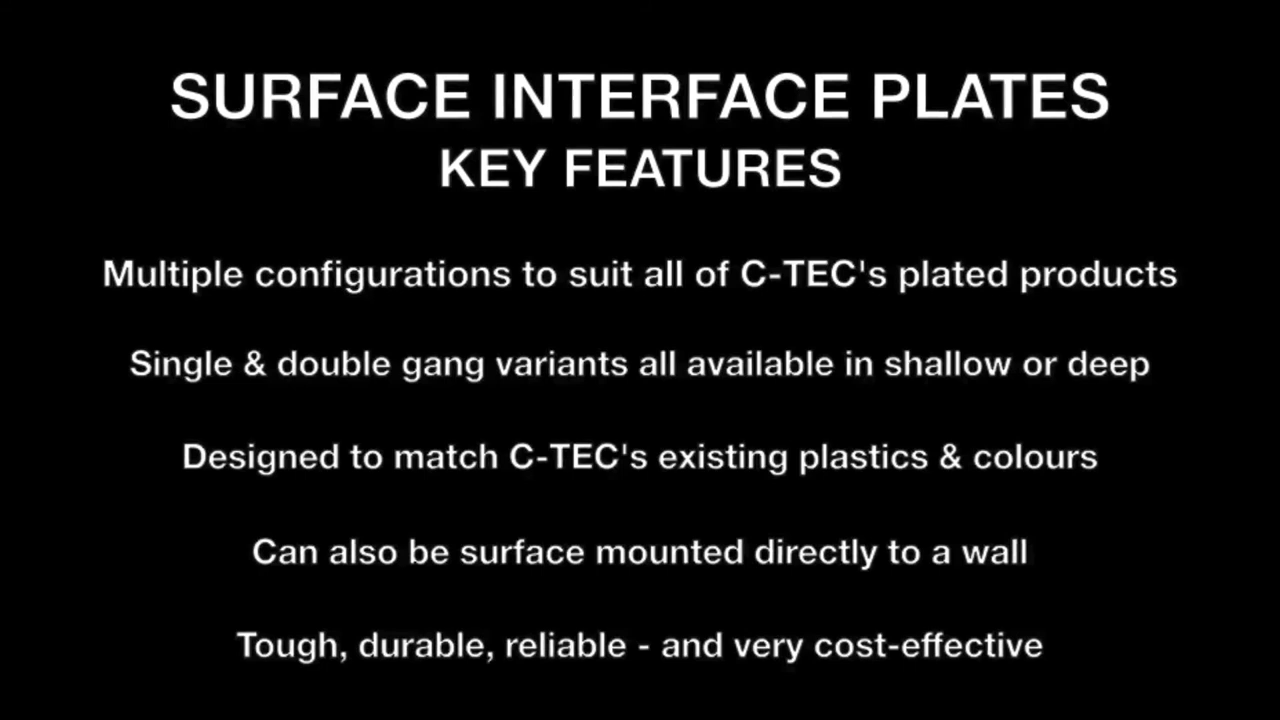 SURFACE INTERFACE PLATES
KEY FEATURES
Multiple configurations to suit all of C-TEC's plated products
Single & double gang variants all available in shallow or deep
Designed to match C-TEC's existing plastics & colours
Can also be surface mounted directly to a wall
Tough, durable, reliable - and very cost-effective